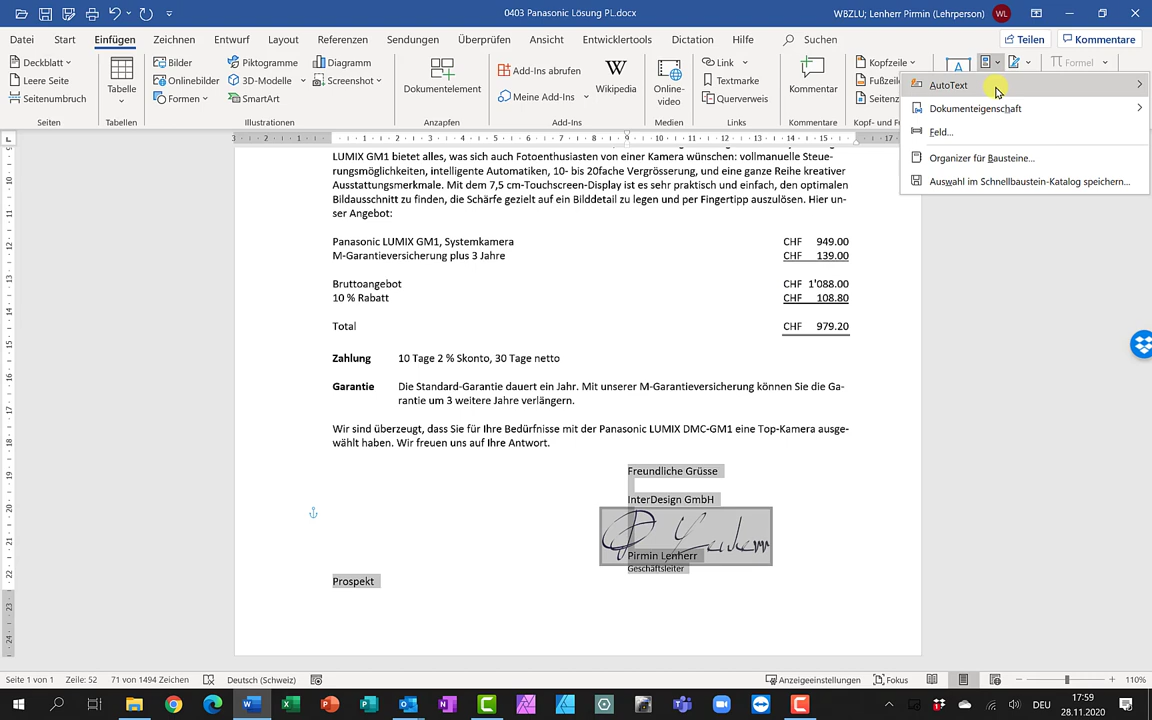 0403 Panasonic Lösung PL.docx
WBZLU; Lenherr Pirmin (Lehrperson)
WL
Datei Start Einfügen Zeichnen Entwurf Layout Referenzen Sendungen Überprüfen Ansicht Entwicklertools Dictation Hilfe Suchen Teilen Kommentare
Deckblatt
Leere Seite
Seitenumbruch
Seiten
Tabelle
Tabellen
Bilder
Onlinebilder
Formen
Piktogramme
3D-Modelle
SmartArt
Diagramm
Screenshot
Illustrationen
Dokumentelement
Anzapfen
Add-Ins abrufen
Meine Add-Ins
Wikipedia
Add-Ins
Online-
video
Medien
Link
Textmarke
Querverweis
Links
Kommentar
Kommentare
Kopfzeile
Fußzeil
Seitenz
Kopf- und F
Formel
AutoText
Dokumenteigenschaft
Feld...
Organizer für Bausteine...
Auswahl im Schnellbaustein-Katalog speichern...
LUMIX GM1 bietet alles, was sich auch Fotoenthusiasten von einer Kamera wünschen: vollmanuelle Steue-
rungsmöglichkeiten, intelligente Automatiken, 10- bis 20fache Vergrösserung, und eine ganze Reihe kreativer
Ausstattungsmerkmale. Mit dem 7,5 cm-Touchscreen-Display ist es sehr praktisch und einfach, den optimalen
Bildausschnitt zu finden, die Schärfe gezielt auf ein Bilddetail zu legen und per Fingertipp auszulösen. Hier un-
ser Angebot:
Panasonic LUMIX GM1, Systemkamera CHF 949.00
M-Garantieversicherung plus 3 Jahre CHF 139.00
Bruttoangebot CHF 1'088.00
10 % Rabatt CHF 108.80
Total CHF 979.20
Zahlung 10 Tage 2 % Skonto, 30 Tage netto
Garantie Die Standard-Garantie dauert ein Jahr. Mit unserer M-Garantieversicherung können Sie die Ga-
rantie um 3 weitere Jahre verlängern.
Wir sind überzeugt, dass Sie für Ihre Bedürfnisse mit der Panasonic LUMIX DMC-GM1 eine Top-Kamera ausge-
wählt haben. Wir freuen uns auf Ihre Antwort.
Freundliche Grüsse
InterDesign GmbH
P Lenherr
Pirmin Lenherr
Geschäftsleiter
Prospekt
Seite 1 von 1 Zeile: 52 71 von 1494 Zeichen Deutsch (Schweiz) Anzeigeeinstellungen Fokus 110%
17:59
DEU
28.11.2020